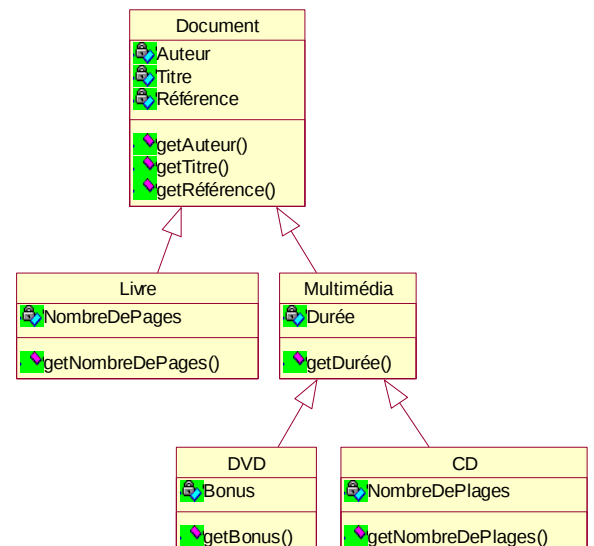 Document
Auteur
Titre
Référence
getAuteur()
getTitre()
getRéférence()
Livre
NombreDePages
getNombreDePages()
Multimédia
Durée
getDurée()
DVD
Bonus
getBonus()
CD
NombreDePlages
getNombreDePlages()